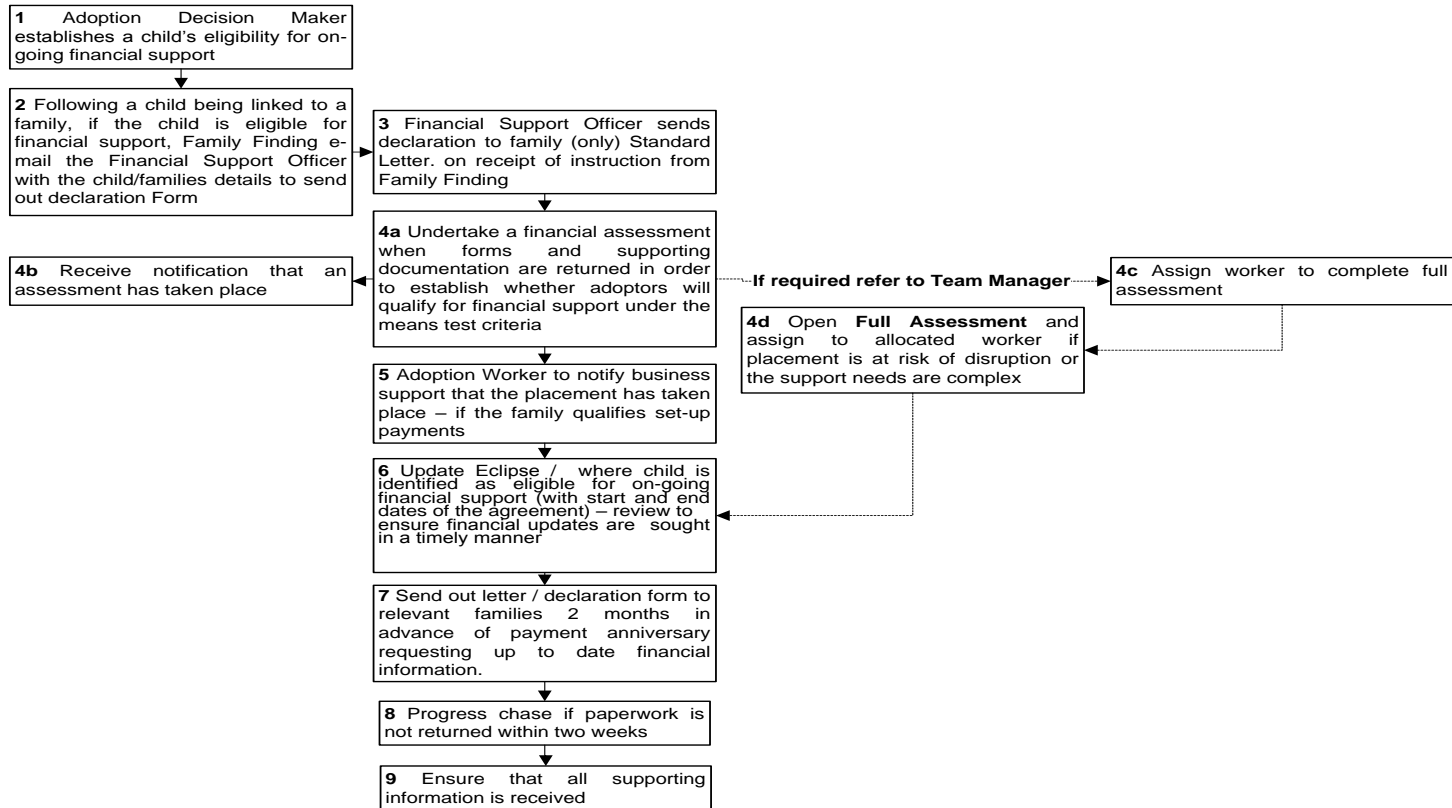 1 Adoption Decision Maker
establishes a child's eligibility for on-
going financial support
2 Following a child being linked to a
family, if the child is eligible for
financial support, Family Finding e-
mail the Financial Support Officer
with the child/families details to send
out declaration Form
3 Financial Support Officer sends
declaration to family (only) Standard
Letter. on receipt of instruction from
Family Finding
4a Undertake a financial assessment
when forms and supporting
documentation are returned in order
to establish whether adoptors will
qualify for financial support under the
means test criteria
4b Receive notification that an
assessment has taken place
If required refer to Team Manager
4c Assign worker to complete full
assessment
4d Open Full Assessment and
assign to allocated worker if
placement is at risk of disruption or
the support needs are complex
5 Adoption Worker to notify business
support that the placement has taken
place – if the family qualifies set-up
payments
6 Update Eclipse / where child is
identified as eligible for on-going
financial support (with start and end
dates of the agreement) – review to
ensure financial updates are sought
in a timely manner
7 Send out letter / declaration form to
relevant families 2 months in
advance of payment anniversary
requesting up to date financial
information.
8 Progress chase if paperwork is
not returned within two weeks
9 Ensure that all supporting
information is received